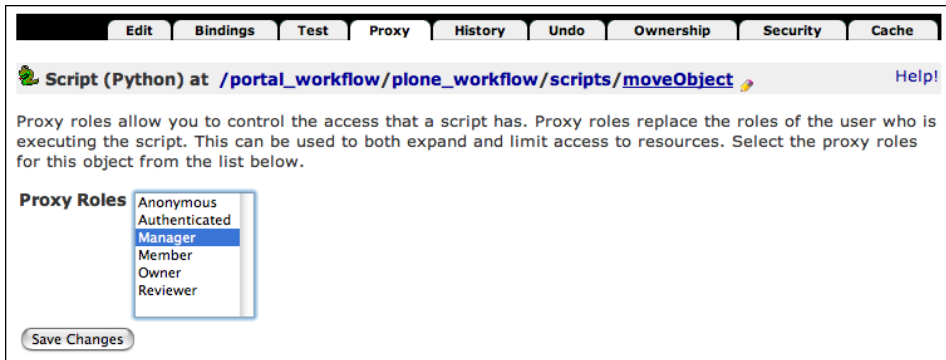 Edit Bindings Test Proxy History Undo Ownership Security Cache
Script (Python) at /portal_workflow/plone_workflow/scripts/moveObject Help!
Proxy roles allow you to control the access that a script has. Proxy roles replace the roles of the user who is
executing the script. This can be used to both expand and limit access to resources. Select the proxy roles
for this object from the list below.
Proxy Roles Anonymous
Authenticated
Manager
Member
Owner
Reviewer
Save Changes